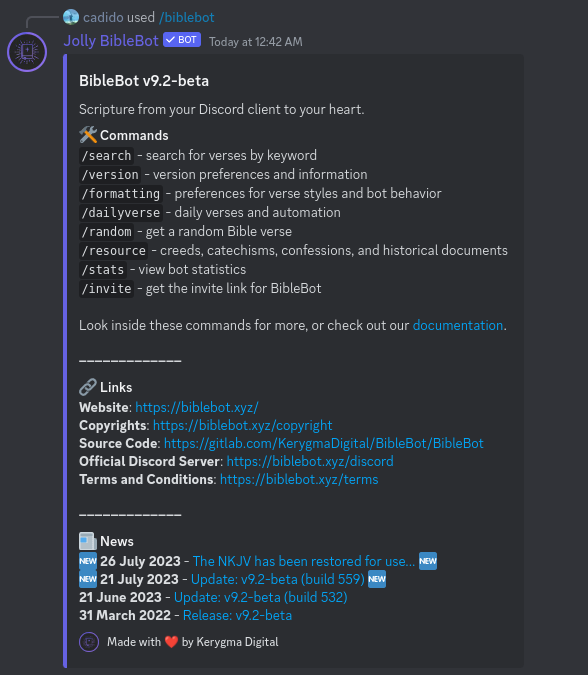 cadido used /biblebot
Jolly BibleBot ✓ BOT Today at 12:42 AM
BibleBot v9.2-beta
Scripture from your Discord client to your heart.
🛠️ Commands
/search - search for verses by keyword
/version - version preferences and information
/formatting - preferences for verse styles and bot behavior
/dailyverse - daily verses and automation
/random - get a random Bible verse
/resource - creeds, catechisms, confessions, and historical documents
/stats - view bot statistics
/invite - get the invite link for BibleBot
Look inside these commands for more, or check out our documentation.
—————————————
🔗 Links
Website: https://biblebot.xyz/
Copyrights: https://biblebot.xyz/copyright
Source Code: https://gitlab.com/KerygmaDigital/BibleBot/BibleBot
Official Discord Server: https://biblebot.xyz/discord
Terms and Conditions: https://biblebot.xyz/terms
—————————————
📰 News
NEW 26 July 2023 - The NKJV has been restored for use... NEW
NEW 21 July 2023 - Update: v9.2-beta (build 559) NEW
21 June 2023 - Update: v9.2-beta (build 532)
31 March 2022 - Release: v9.2-beta
Made with ❤️ by Kerygma Digital